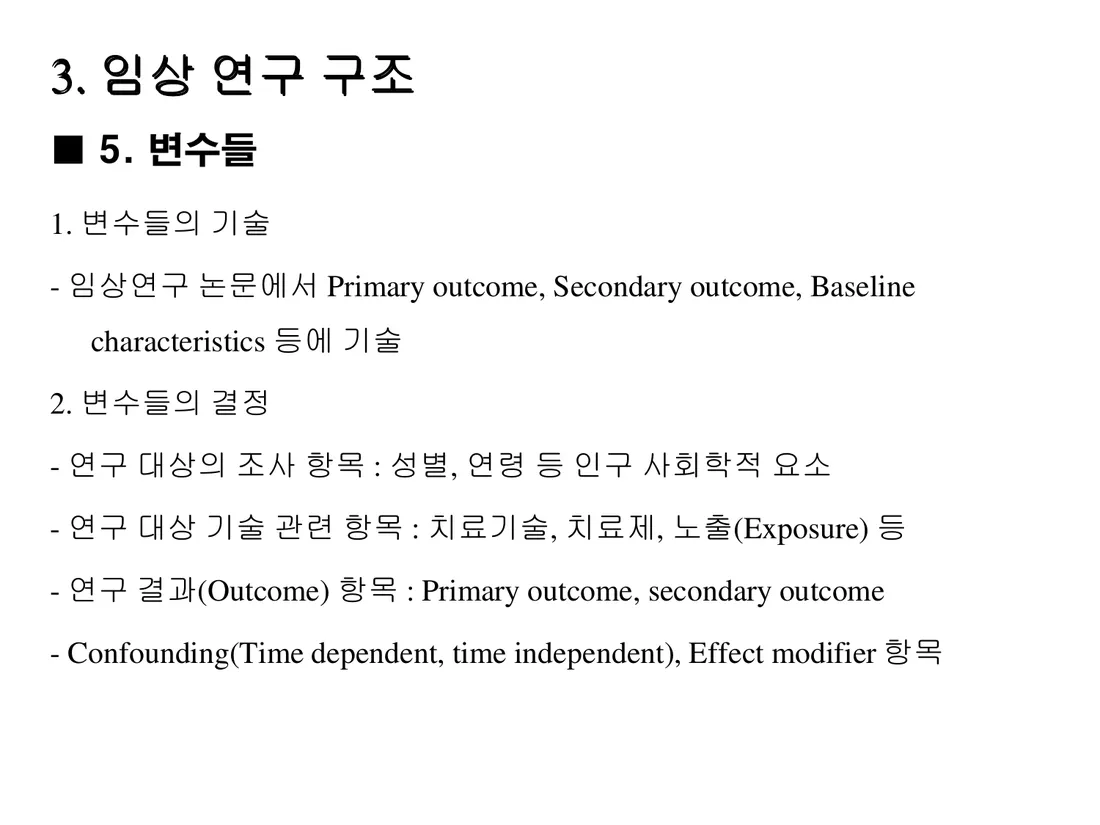 3. 임상 연구 구조
■ 5. 변수들
1. 변수들의 기술
- 임상연구 논문에서 Primary outcome, Secondary outcome, Baseline
characteristics 등에 기술
2. 변수들의 결정
- 연구 대상의 조사 항목 : 성별, 연령 등 인구 사회학적 요소
- 연구 대상 기술 관련 항목 : 치료기술, 치료제, 노출(Exposure) 등
- 연구 결과(Outcome) 항목 : Primary outcome, secondary outcome
- Confounding(Time dependent, time independent), Effect modifier 항목